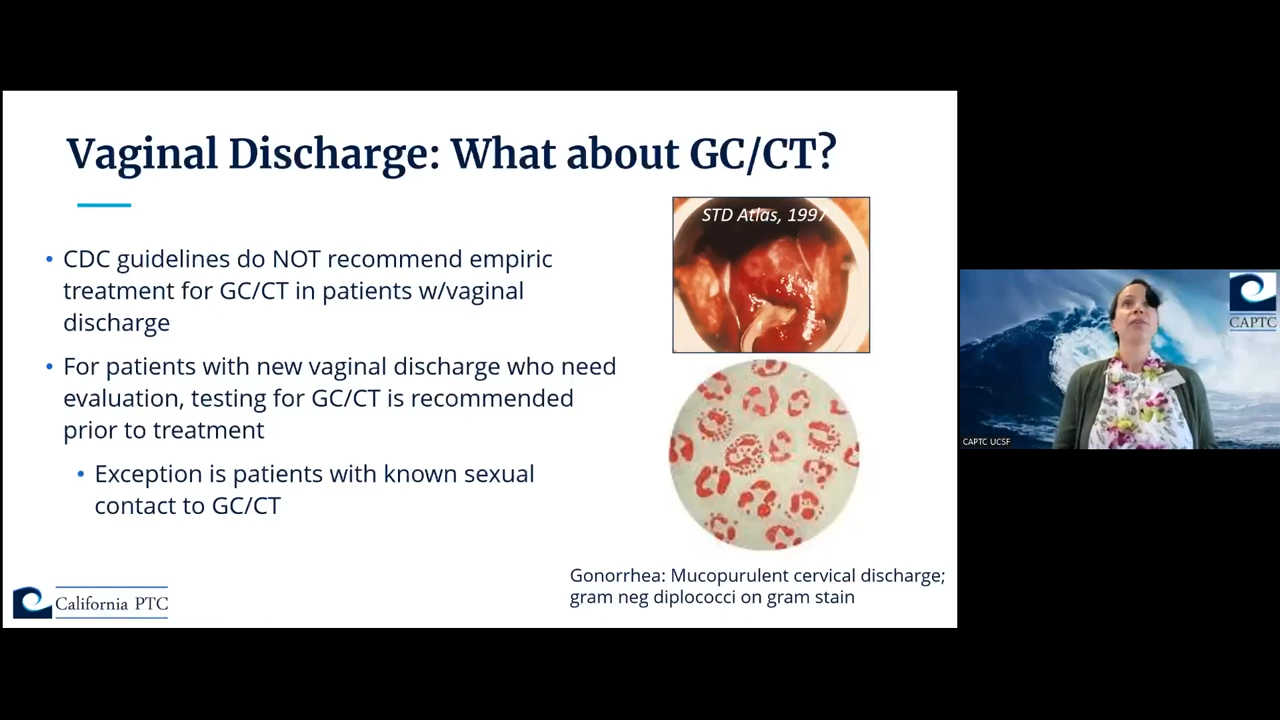 Vaginal Discharge: What about GC/CT?
STD Atlas, 1997
• CDC guidelines do NOT recommend empiric
treatment for GC/CT in patients w/vaginal
discharge
• For patients with new vaginal discharge who need
evaluation, testing for GC/CT is recommended
prior to treatment
• Exception is patients with known sexual
contact to GC/CT
Gonorrhea: Mucopurulent cervical discharge;
gram neg diplococci on gram stain
California PTC
CAPTC
CAPTC UCSF